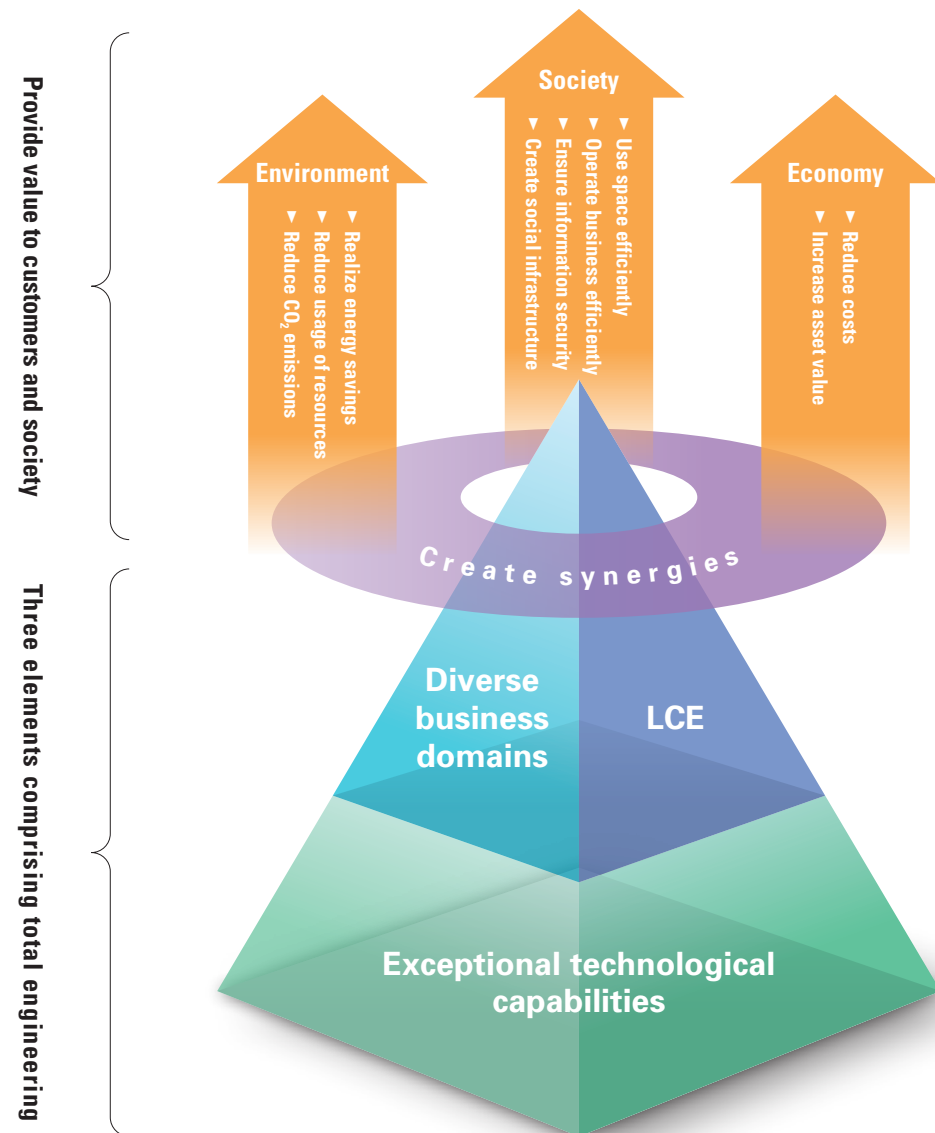 Provide value to customers and society
Society
▼ Use space efficiently
▼ Operate business efficiently
▼ Ensure information security
▼ Create social infrastructure
Environment
▼ Realize energy savings
▼ Reduce usage of resources
▼ Reduce CO₂ emissions
Economy
▼ Reduce costs
▼ Increase asset value
Create synergies
Three elements comprising total engineering
Diverse
business
domains
LCE
Exceptional technological
capabilities